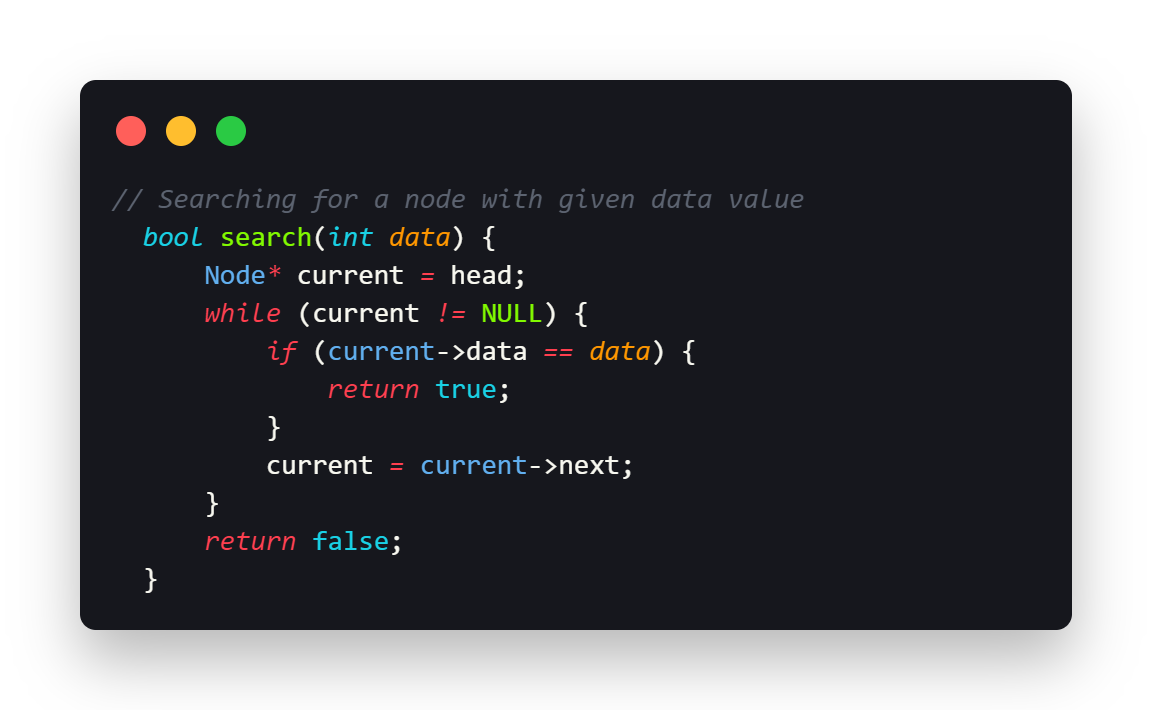 // Searching for a node with given data value
  bool search(int data) {
      Node* current = head;
      while (current != NULL) {
          if (current->data == data) {
              return true;
          }
          current = current->next;
      }
      return false;
  }